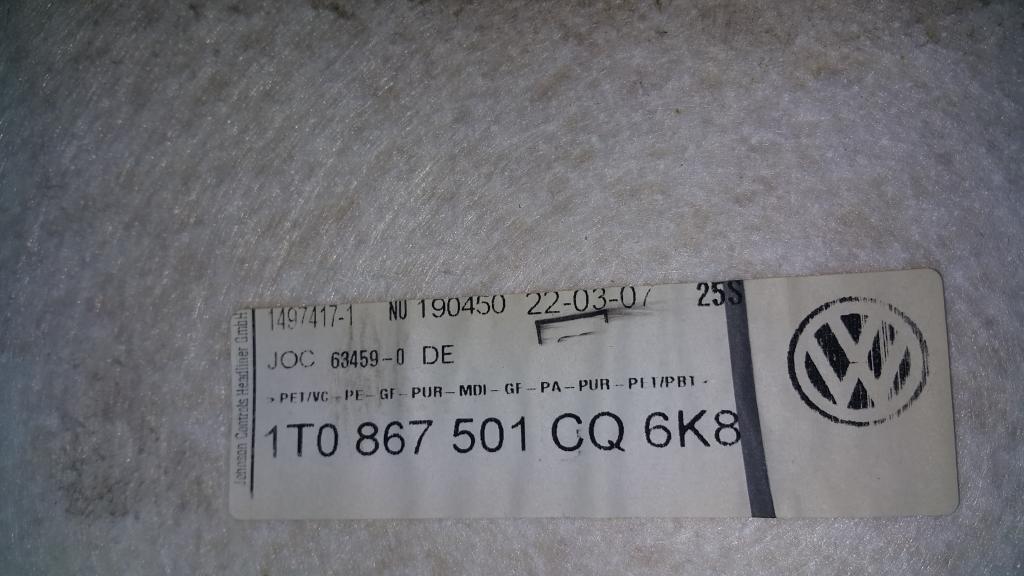 Johnson Controls Headliner GmbH
1497417-1 NU 190450 22-03-07 25S
JOC 63459-0 DE
>PET/VC-PE-GF-PUR-MDI-GF-PA-PUR-PET/PBT-
1T0 867 501 CQ 6K8
VW